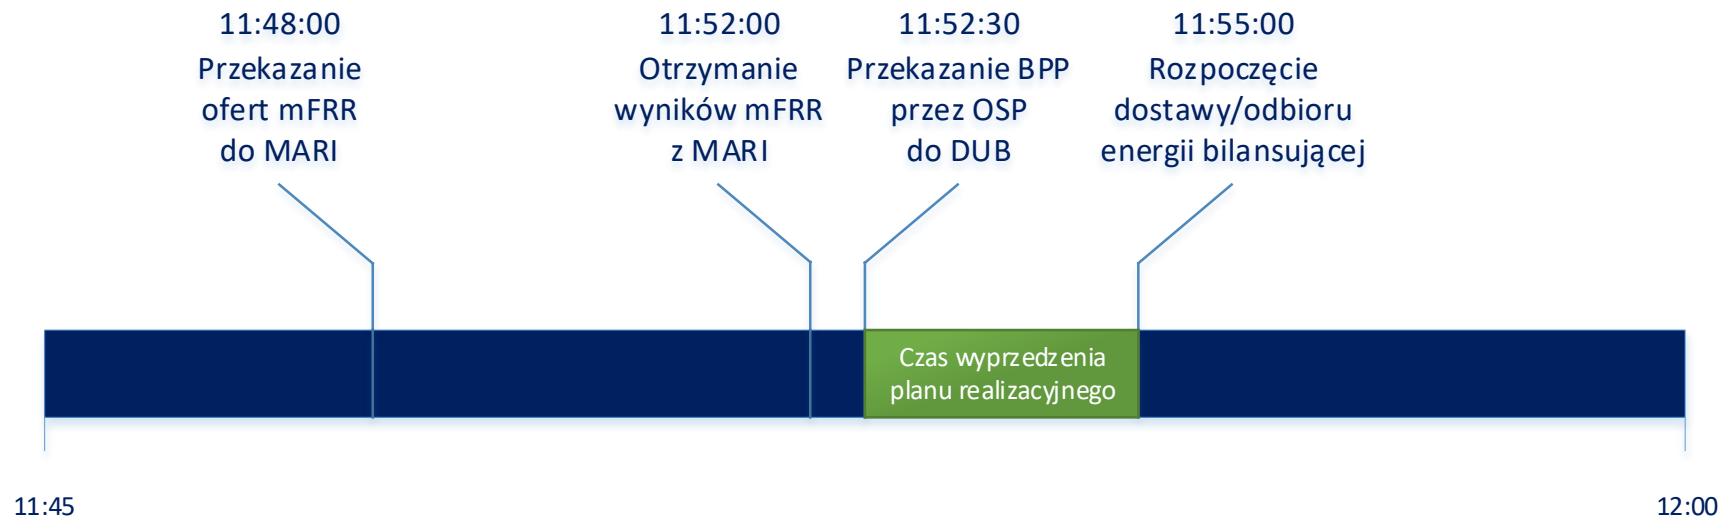 11:48:00
Przekazanie
ofert mFRR
do MARI
11:52:00
Otrzymanie
wyników mFRR
z MARI
11:52:30
Przekazanie BPP
przez OSP
do DUB
11:55:00
Rozpoczęcie
dostawy/odbioru
energii bilansującej
Czas wyprzedzenia
planu realizacyjnego
11:45
12:00